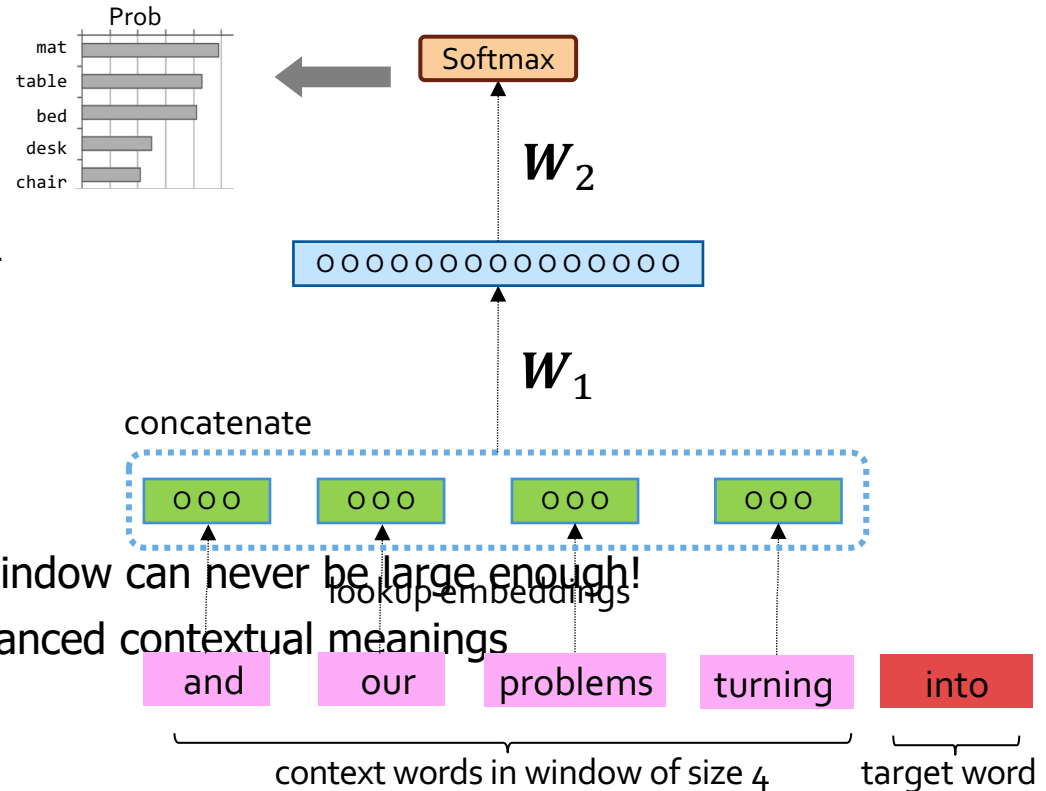 Prob
mat
table
bed
desk
chair
Softmax
W2
OOOOOOOOOOOOOOO
W1
concatenate
OOO OOO OOO OOO
indow can never be large enough!
lookup embeddings
anced contextual meanings
and our problems turning into
context words in window of size 4 target word